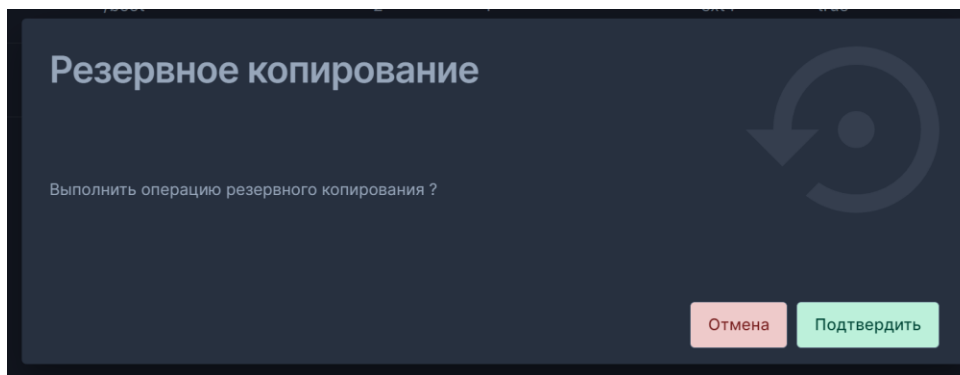 Резервное копирование
Выполнить операцию резервного копирования ?
Отмена Подтвердить